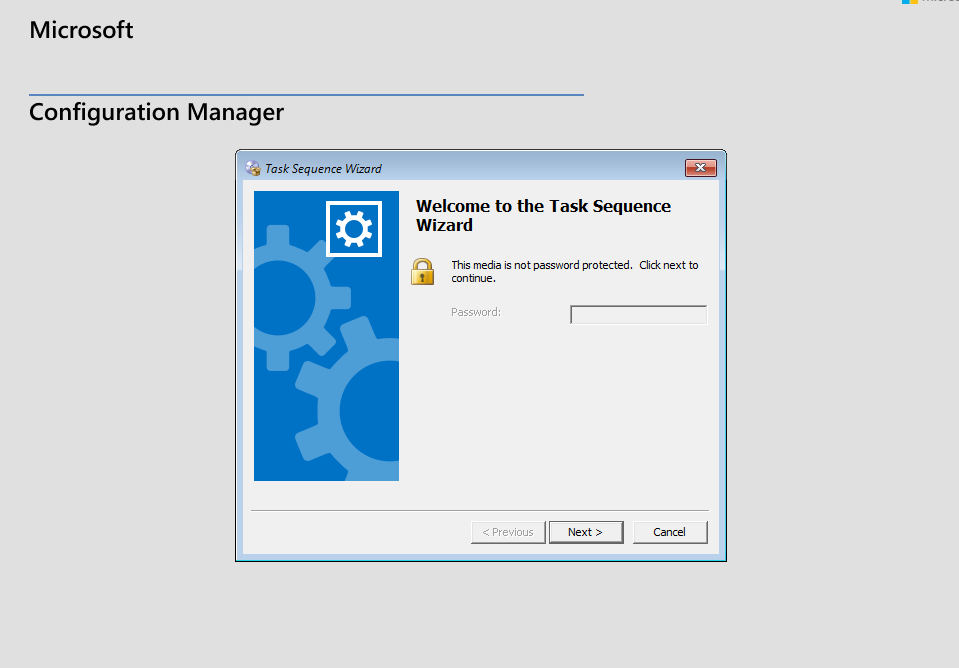 Microsoft
Configuration Manager
Task Sequence Wizard
Welcome to the Task Sequence
Wizard
This media is not password protected.  Click next to
continue.
Password:
< Previous
Next >
Cancel